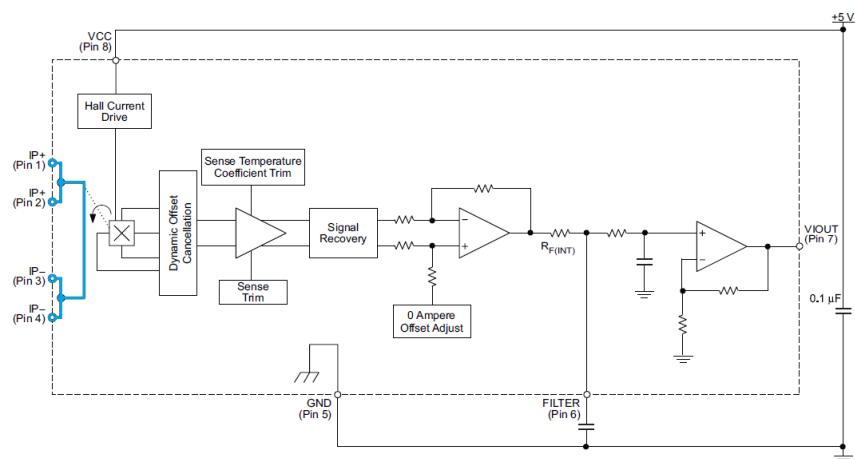 +5 V
VCC
(Pin 8)
Hall Current
Drive
IP+
(Pin 1)
IP+
(Pin 2)
IP–
(Pin 3)
IP–
(Pin 4)
Dynamic Offset
Cancellation
Sense Temperature
Coefficient Trim
Sense
Trim
Signal
Recovery
0 Ampere
Offset Adjust
−
+
RF(INT)
+
−
VIOUT
(Pin 7)
0.1 µF
GND
(Pin 5)
FILTER
(Pin 6)